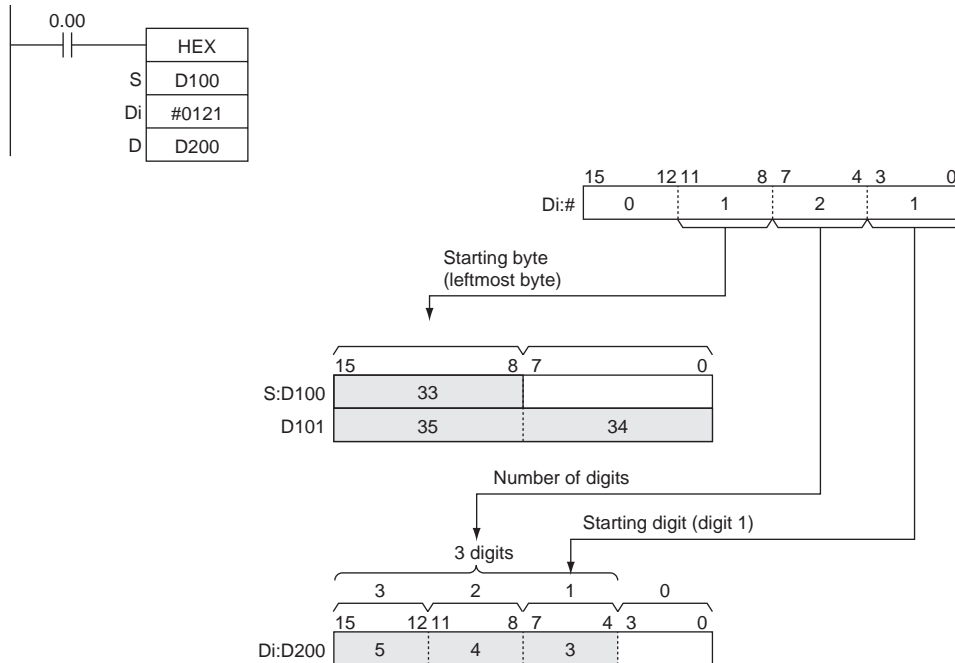 0.00
HEX
S D100
Di #0121
D D200
15 12 11 8 7 4 3 0
Di:# 0 1 2 1
Starting byte
(leftmost byte)
15 8 7 0
S:D100 33
D101 35 34
Number of digits
Starting digit (digit 1)
3 digits
3 2 1 0
15 12 11 8 7 4 3 0
Di:D200 5 4 3